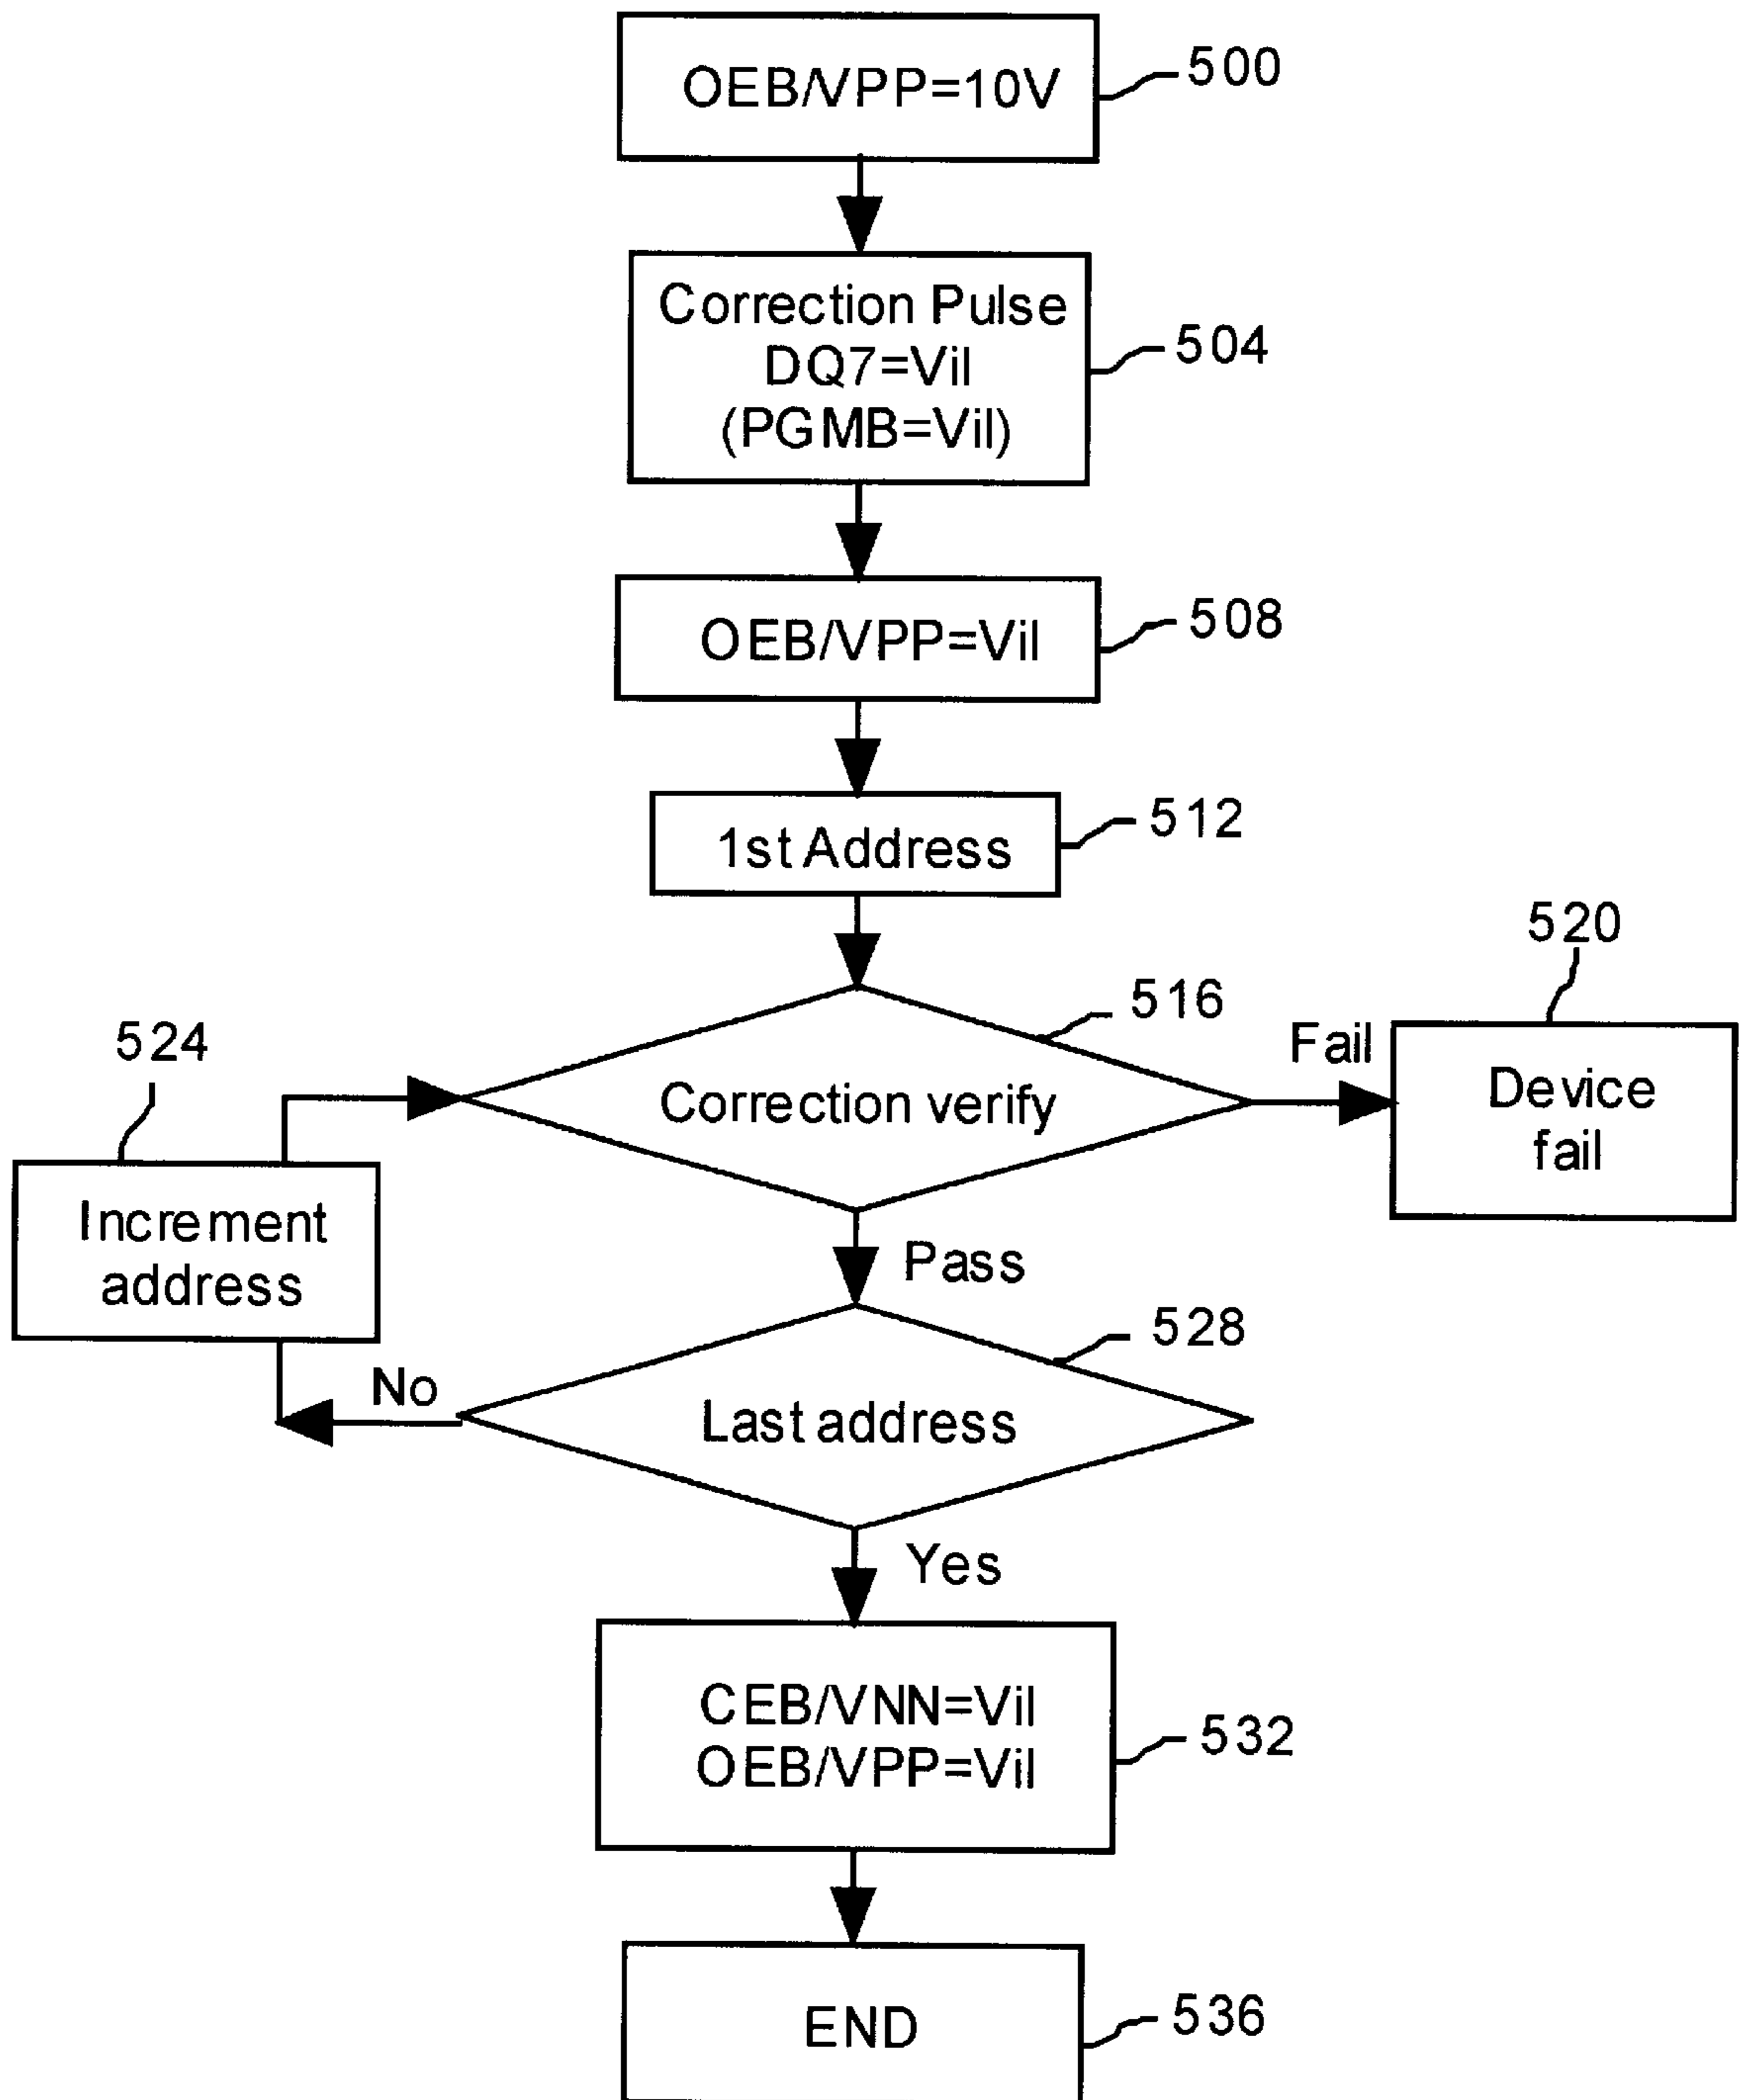 OEB/VPP=10V
500
Correction Pulse
DQ7=Vil
(PGMB=Vil)
504
OEB/VPP=Vil
508
1st Address
512
516
Correction verify
Fail
520
Device
fail
524
Increment
address
Pass
528
Last address
No
Yes
CEB/VNN=Vil
OEB/VPP=Vil
532
END
536